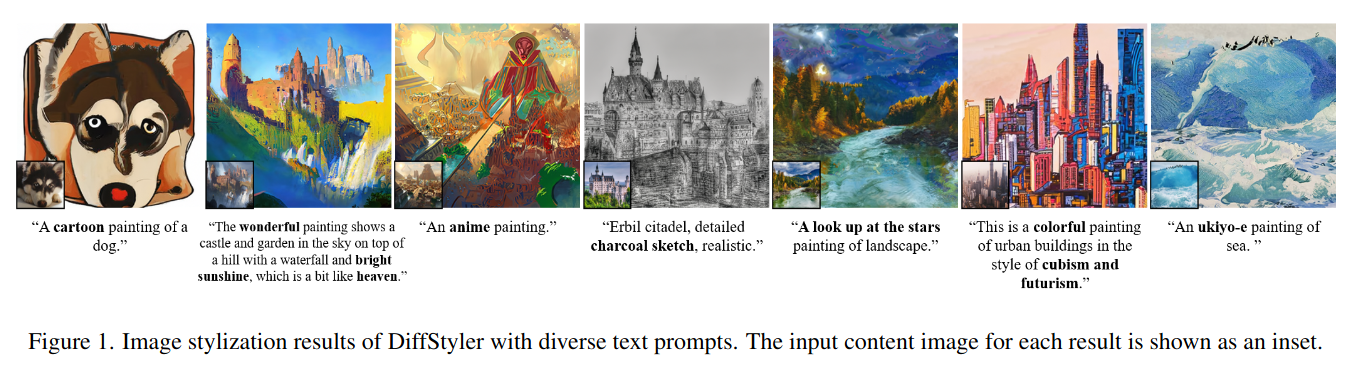 “A cartoon painting of a
dog.”
“The wonderful painting shows a
castle and garden in the sky on top of
a hill with a waterfall and bright
sunshine, which is a bit like heaven.”
“An anime painting.”
“Erbil citadel, detailed
charcoal sketch, realistic.”
“A look up at the stars
painting of landscape.”
“This is a colorful painting
of urban buildings in the
style of cubism and
futurism.”
“An ukiyo-e painting of
sea. ”
Figure 1. Image stylization results of DiffStyler with diverse text prompts. The input content image for each result is shown as an inset.